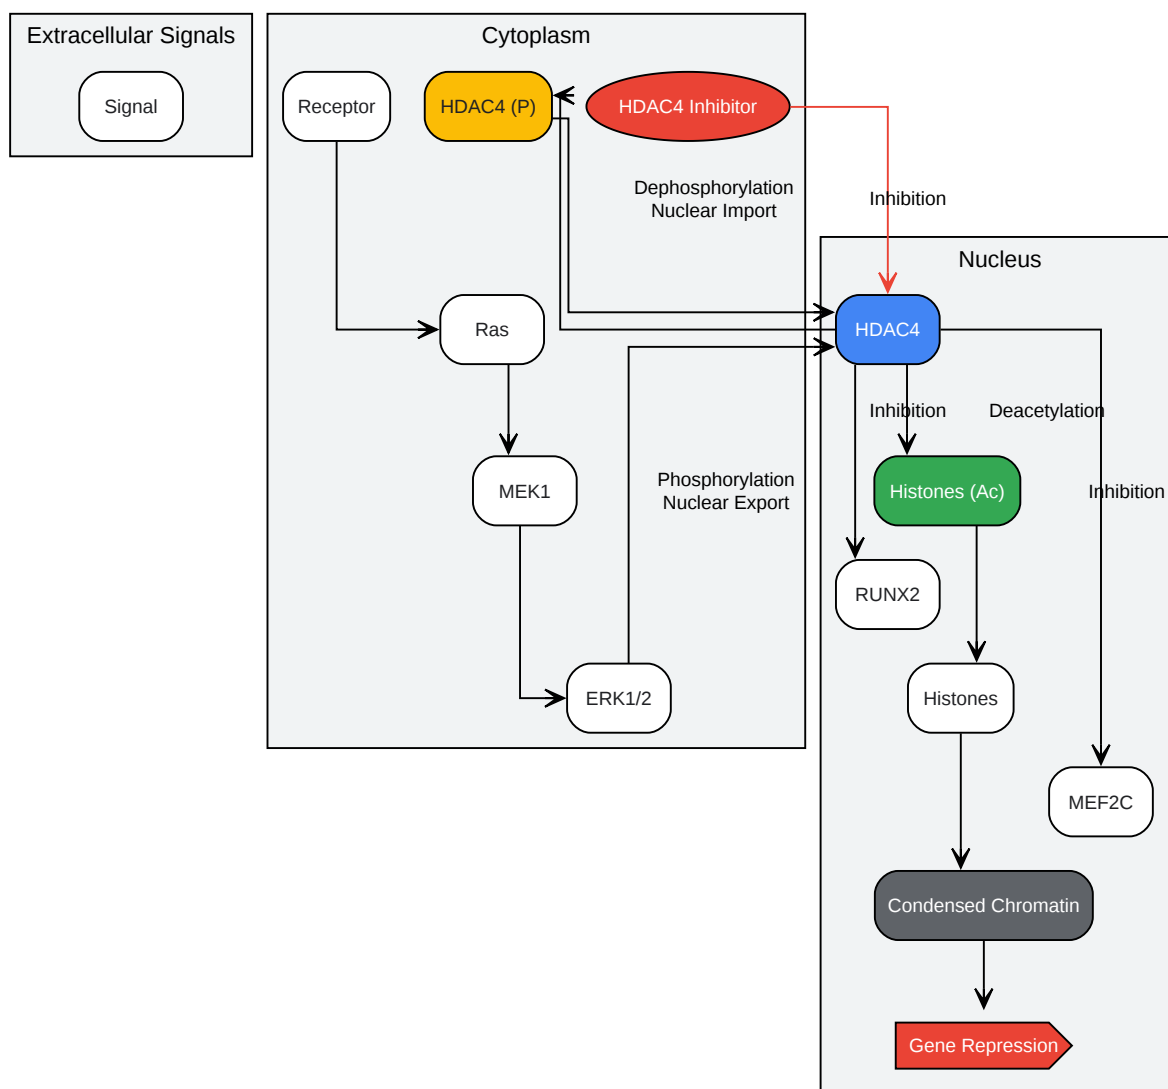 Extracellular Signals
Signal
Cytoplasm
Receptor
HDAC4 (P)
HDAC4 Inhibitor
Dephosphorylation
Nuclear Import
Inhibition
Nucleus
Ras
HDAC4
Inhibition
Deacetylation
MEK1
Phosphorylation
Nuclear Export
Histones (Ac)
Inhibition
RUNX2
ERK1/2
Histones
MEF2C
Condensed Chromatin
Gene Repression